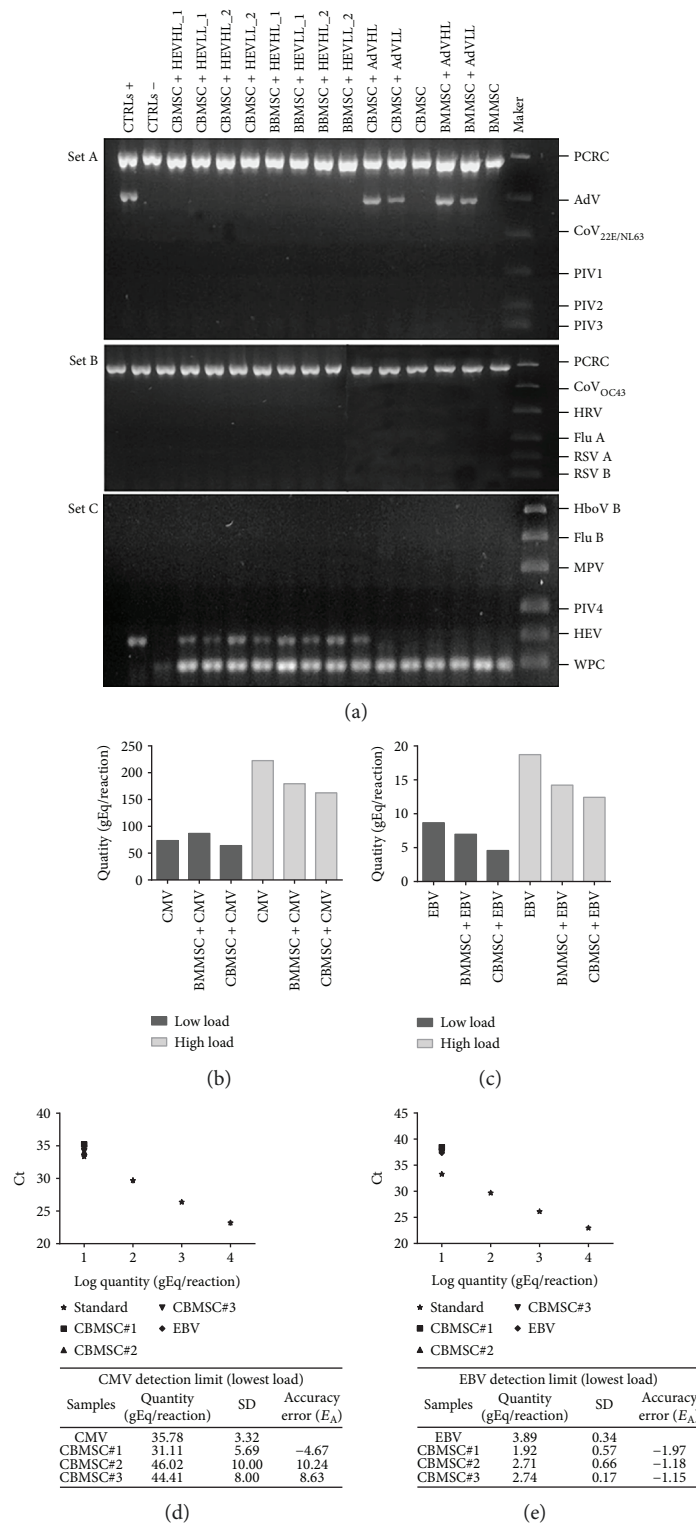 CTRLs +
CTRLs −
CBMSC + HEVHL_1
CBMSC + HEVLL_1
CBMSC + HEVHL_2
CBMSC + HEVLL_2
BBMSC + HEVHL_1
BBMSC + HEVLL_1
BBMSC + HEVHL_2
BBMSC + HEVLL_2
CBMSC + AdVHL
CBMSC + AdVLL
CBMSC
BMMSC + AdVHL
BMMSC + AdVLL
BMMSC
Maker
Set A
PCRC
AdV
CoV22E/NL63
PIV1
PIV2
PIV3
Set B
PCRC
CoVOC43
HRV
Flu A
RSV A
RSV B
Set C
HboV B
Flu B
MPV
PIV4
HEV
WPC
(a)
Quatity (gEq/reaction)
250
200
150
100
50
0
CMV
BMMSC + CMV
CBMSC + CMV
CMV
BMMSC + CMV
CBMSC + CMV
Low load
High load
(b)
Quatity (gEq/reaction)
20
15
10
5
0
EBV
BMMSC + EBV
CBMSC + EBV
EBV
BMMSC + EBV
CBMSC + EBV
Low load
High load
(c)
Ct
40
35
30
25
20
1 2 3 4
Log quantity (gEq/reaction)
Standard CBMSC#3
CBMSC#1 EBV
CBMSC#2
CMV detection limit (lowest load)
Samples Quantity (gEq/reaction) SD Accuracy error (EA)
CMV 35.78 3.32
CBMSC#1 31.11 5.69 −4.67
CBMSC#2 46.02 10.00 10.24
CBMSC#3 44.41 8.00 8.63
(d)
Ct
45
40
35
30
25
20
1 2 3 4
Log quantity (gEq/reaction)
Standard CBMSC#3
CBMSC#1 EBV
CBMSC#2
EBV detection limit (lowest load)
Samples Quantity (gEq/reaction) SD Accuracy error (EA)
EBV 3.89 0.34
CBMSC#1 1.92 0.57 −1.97
CBMSC#2 2.71 0.66 −1.18
CBMSC#3 2.74 0.17 −1.15
(e)